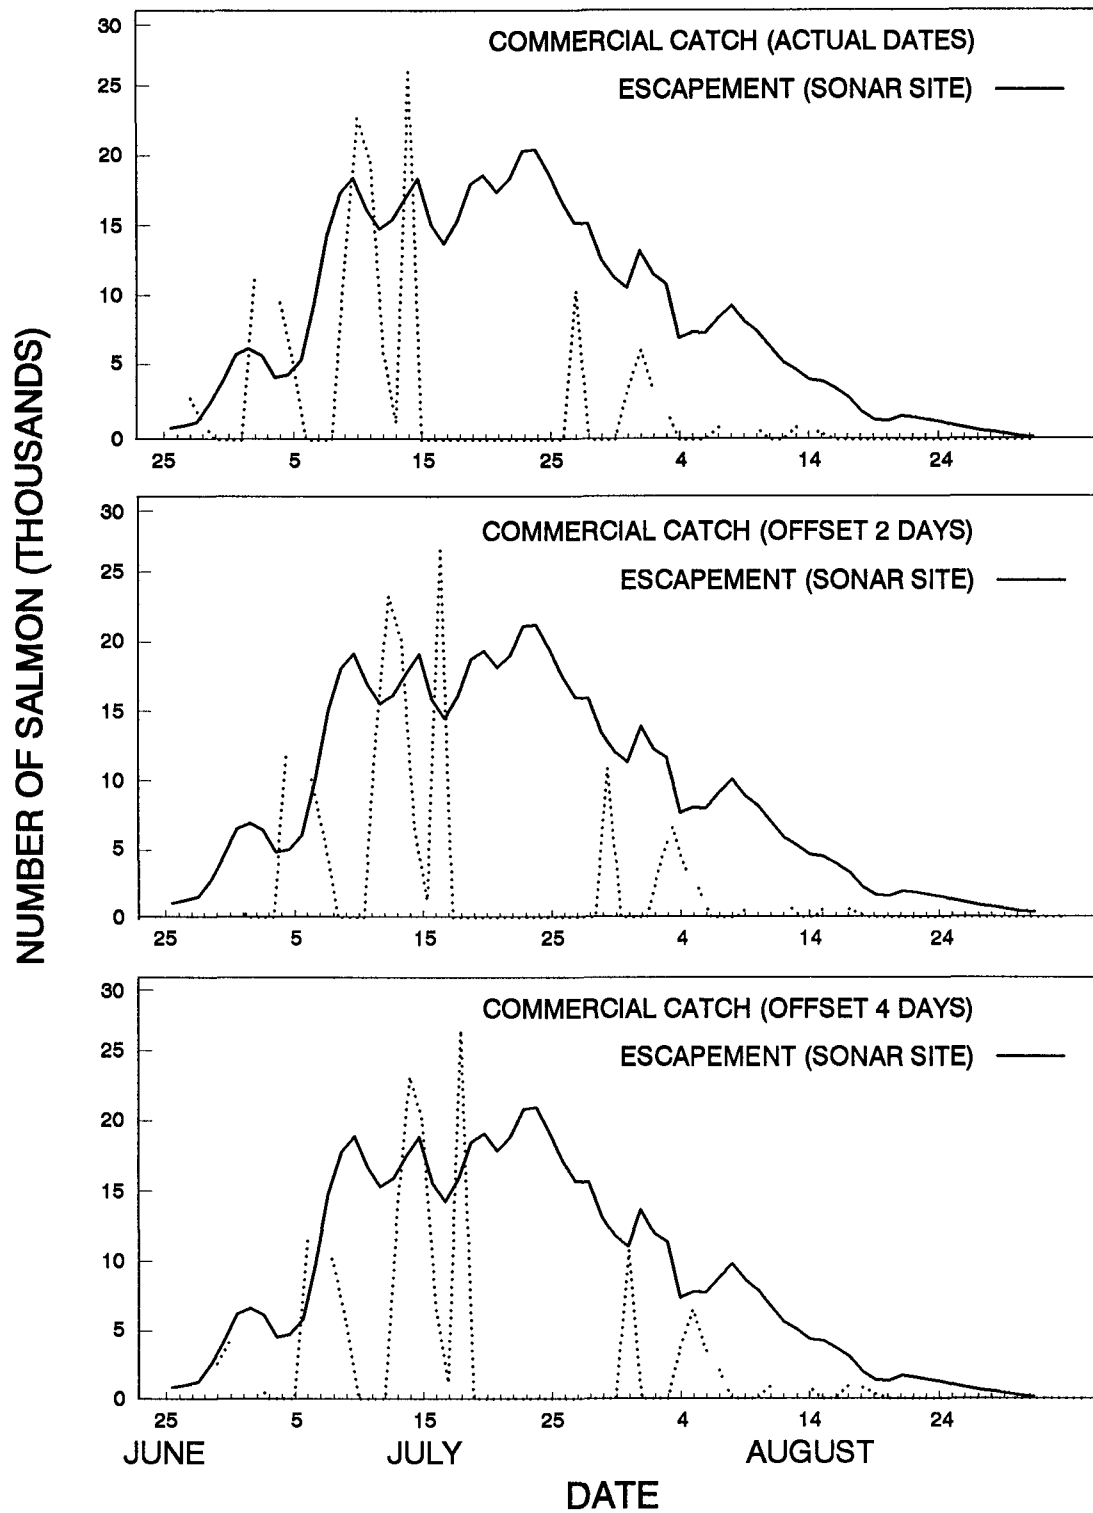 NUMBER OF SALMON (THOUSANDS)
COMMERCIAL CATCH (ACTUAL DATES)
ESCAPEMENT (SONAR SITE)
30
25
20
15
10
5
0
25 5 15 25 4 14 24
COMMERCIAL CATCH (OFFSET 2 DAYS)
ESCAPEMENT (SONAR SITE)
30
25
20
15
10
5
0
25 5 15 25 4 14 24
COMMERCIAL CATCH (OFFSET 4 DAYS)
ESCAPEMENT (SONAR SITE)
30
25
20
15
10
5
0
25 5 15 25 4 14 24
JUNE JULY AUGUST
DATE